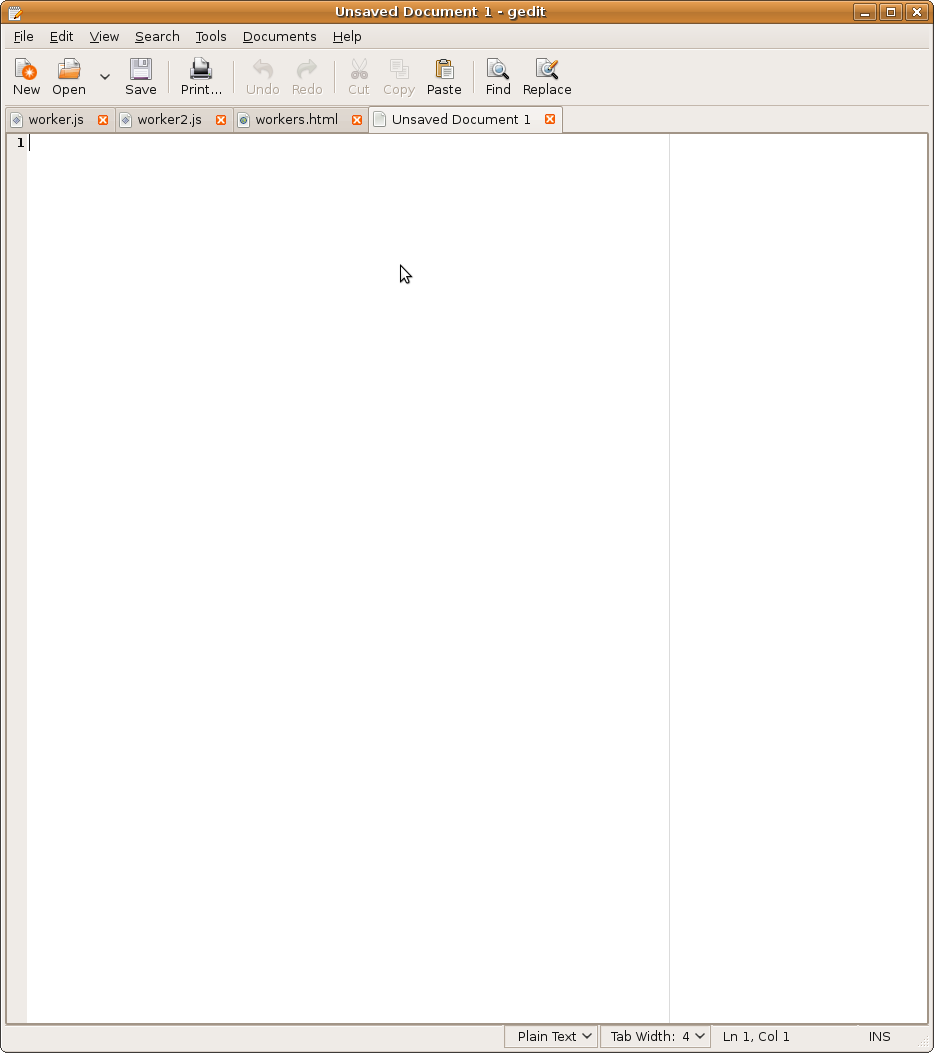 Unsaved Document 1 - gedit
File Edit View Search Tools Documents Help
New Open Save Print... Undo Redo Cut Copy Paste Find Replace
worker.js worker2.js workers.html Unsaved Document 1
1
Plain Text Tab Width: 4 Ln 1, Col 1 INS